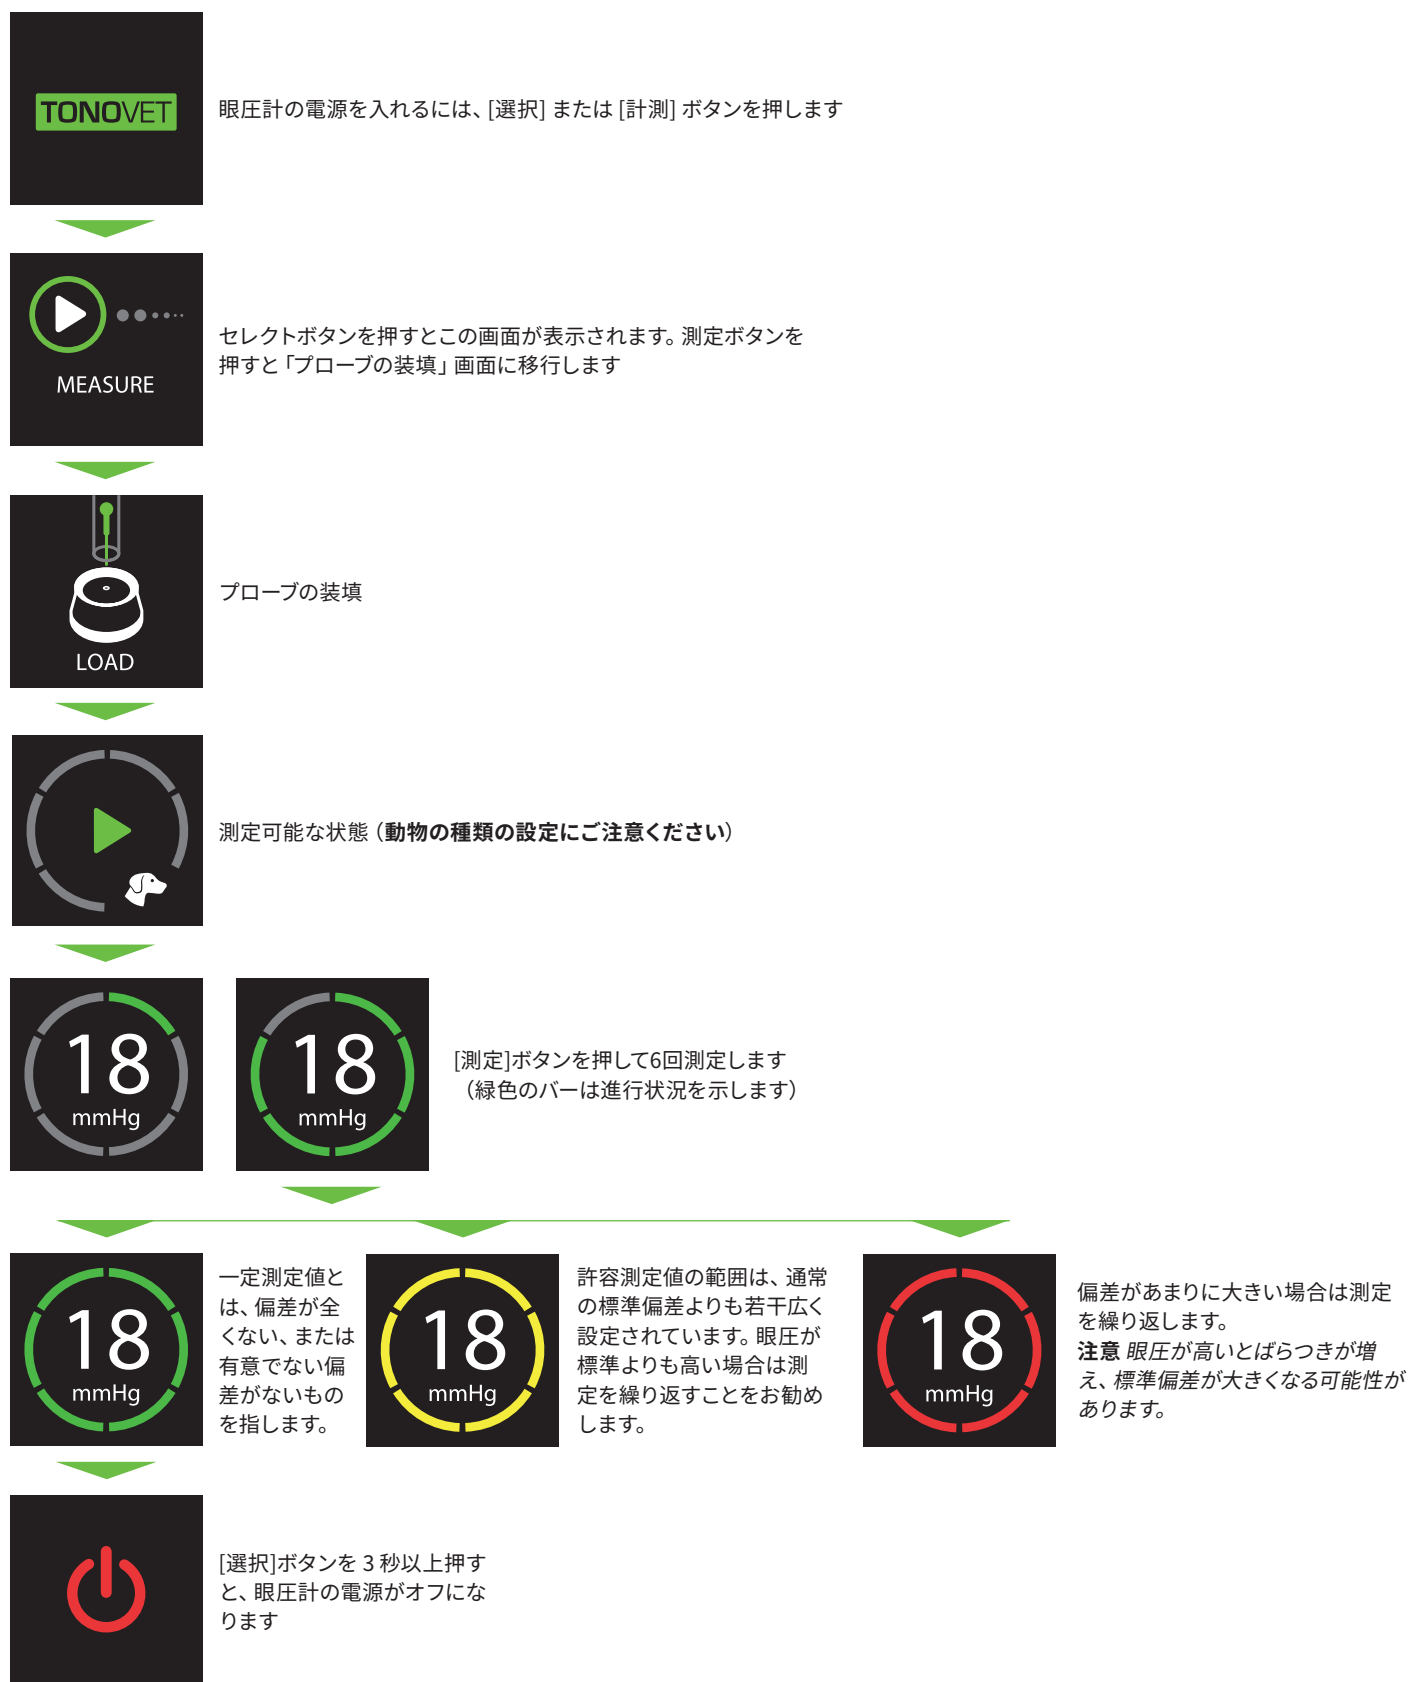 TONOVET
眼圧計の電源を入れるには、[選択] または [計測] ボタンを押します
MEASURE
セレクトボタンを押すとこの画面が表示されます。測定ボタンを
押すと「プローブの装填」画面に移行します
LOAD
プローブの装填
測定可能な状態（動物の種類の設定にご注意ください）
18
mmHg
18
mmHg
[測定]ボタンを押して6回測定します
（緑色のバーは進行状況を示します）
18
mmHg
一定測定値と
は、偏差が全
くない、または
有意でない偏
差がないもの
を指します。
18
mmHg
許容測定値の範囲は、通常
の標準偏差よりも若干広く
設定されています。眼圧が
標準よりも高い場合は測
定を繰り返すことをお勧め
します。
18
mmHg
偏差があまりに大きい場合は測定
を繰り返します。
注意 眼圧が高いとばらつきが増
え、標準偏差が大きくなる可能性が
あります。
[選択]ボタンを 3 秒以上押す
と、眼圧計の電源がオフにな
ります